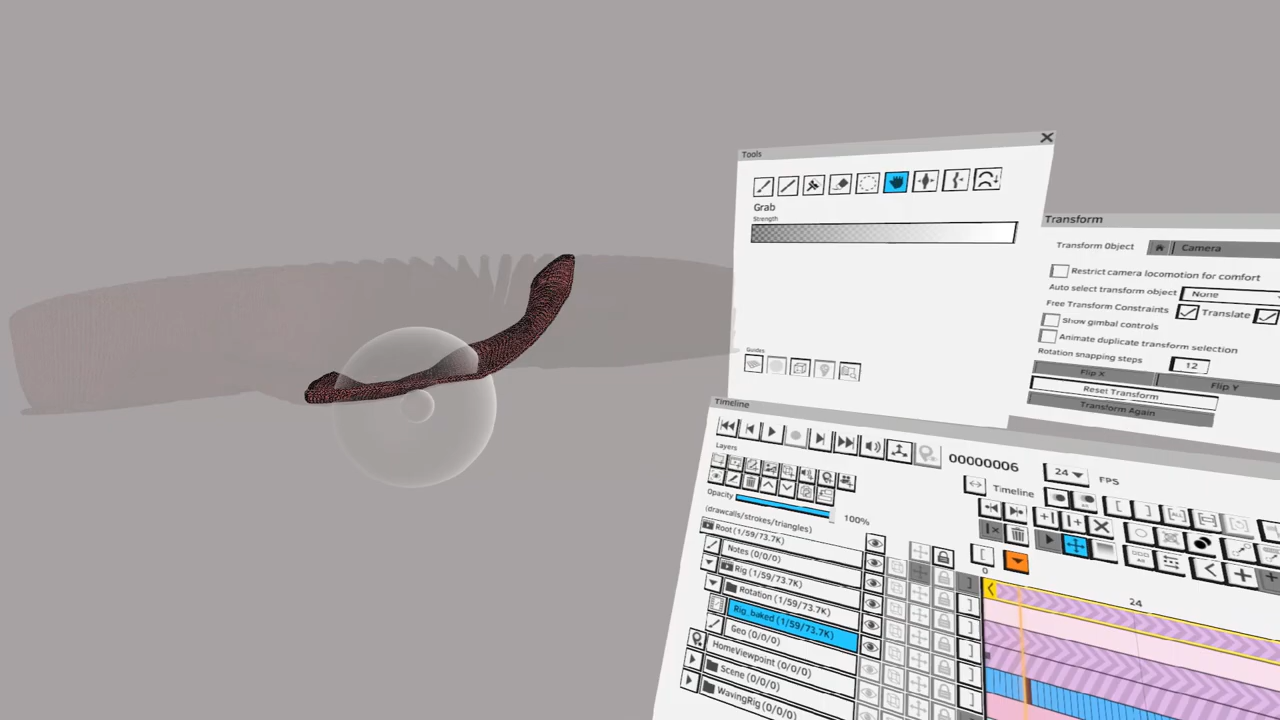 Tools
Grab
Strength
Guides
Transform
Transform Object
Camera
Restrict camera locomotion for comfort
Auto select transform object
None
Free Transform Constraints
Translate
Show gimbal controls
Animate duplicate transform selection
Rotation snapping steps
12
Flip X
Flip Y
Reset Transform
Transform Again
Timeline
00000006
24
FPS
Layers
Timeline
Opacity
100%
(drawcalls/strokes/triangles)
Root (1/59/73.7K)
Notes (0/0/0)
Rig (1/59/73.7K)
Rotation (1/59/73.7K)
Rig_baked (1/59/73.7K)
Geo (0/0/0)
HomeViewpoint (0/0/0)
Scene (0/0/0)
WavingRig (0/0/0)
0
24